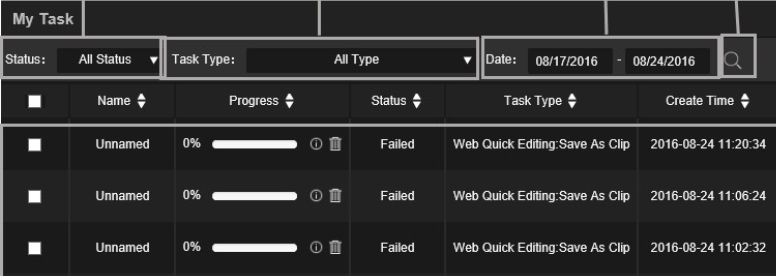 My Task
Status: All Status Task Type: All Type Date: 08/17/2016 - 08/24/2016
Name Progress Status Task Type Create Time
Unnamed 0% Failed Web Quick Editing:Save As Clip 2016-08-24 11:20:34
Unnamed 0% Failed Web Quick Editing:Save As Clip 2016-08-24 11:06:24
Unnamed 0% Failed Web Quick Editing:Save As Clip 2016-08-24 11:02:32